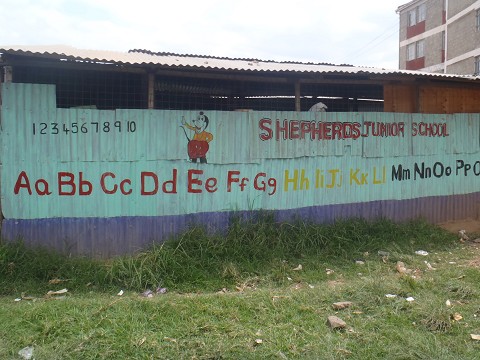 12345678910
SHEPHERDS JUNIOR SCHOOL
Aa Bb Cc Dd Ee Ff Gg Hh Ii Jj Kk Ll Mm Nn Oo Pp O